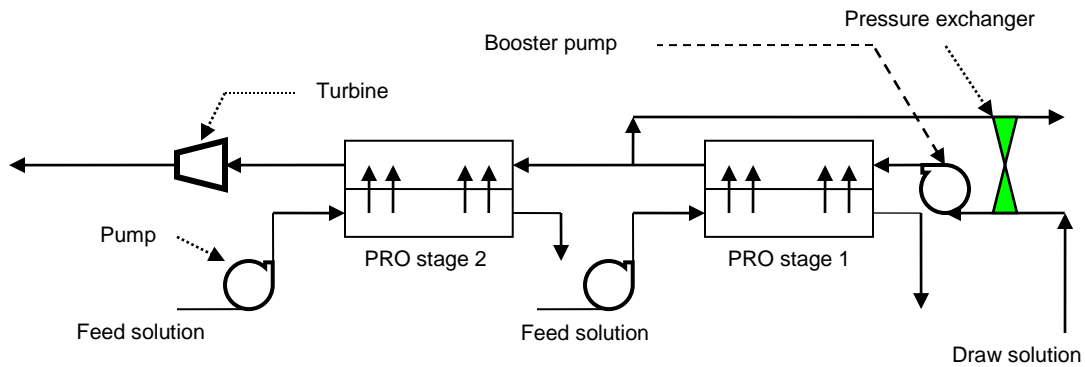 Pressure exchanger
Booster pump
Turbine
Pump
PRO stage 2
PRO stage 1
Feed solution
Feed solution
Draw solution